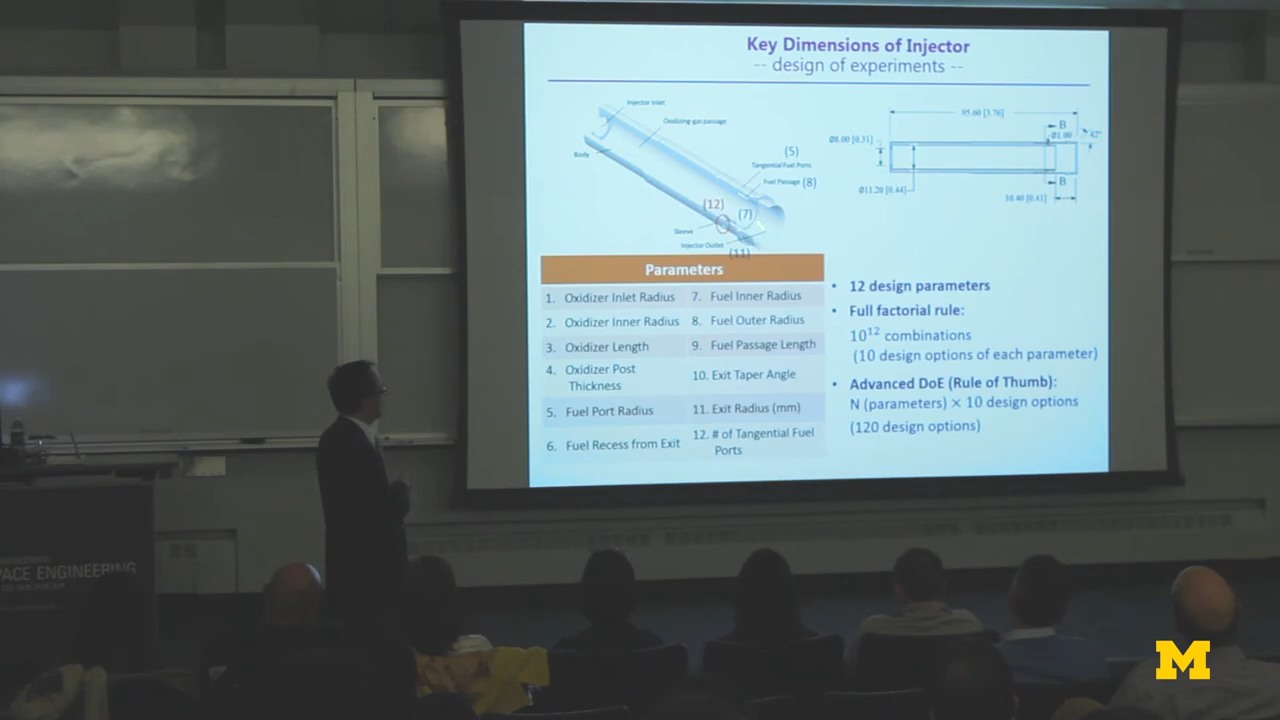 Key Dimensions of Injector
-- design of experiments --
Injector Inlet
Oxidizing-gas passage
Body
(5)
Tangential Fuel Ports
Fuel Passage (8)
(12)
(7)
Sleeve
Injector Outlet
(11)
95.60 [3.76]
B
Ø8.00 [0.31]
Ø1.00
42°
Ø11.20 [0.44]
B
10.40 [0.41]
Parameters
1. Oxidizer Inlet Radius
7. Fuel Inner Radius
2. Oxidizer Inner Radius
8. Fuel Outer Radius
3. Oxidizer Length
9. Fuel Passage Length
4. Oxidizer Post
Thickness
10. Exit Taper Angle
5. Fuel Port Radius
11. Exit Radius (mm)
6. Fuel Recess from Exit
12. # of Tangential Fuel
Ports
• 12 design parameters
• Full factorial rule:
10¹² combinations
(10 design options of each parameter)
• Advanced DoE (Rule of Thumb):
N (parameters) × 10 design options
(120 design options)
PACE ENGINEERING
M